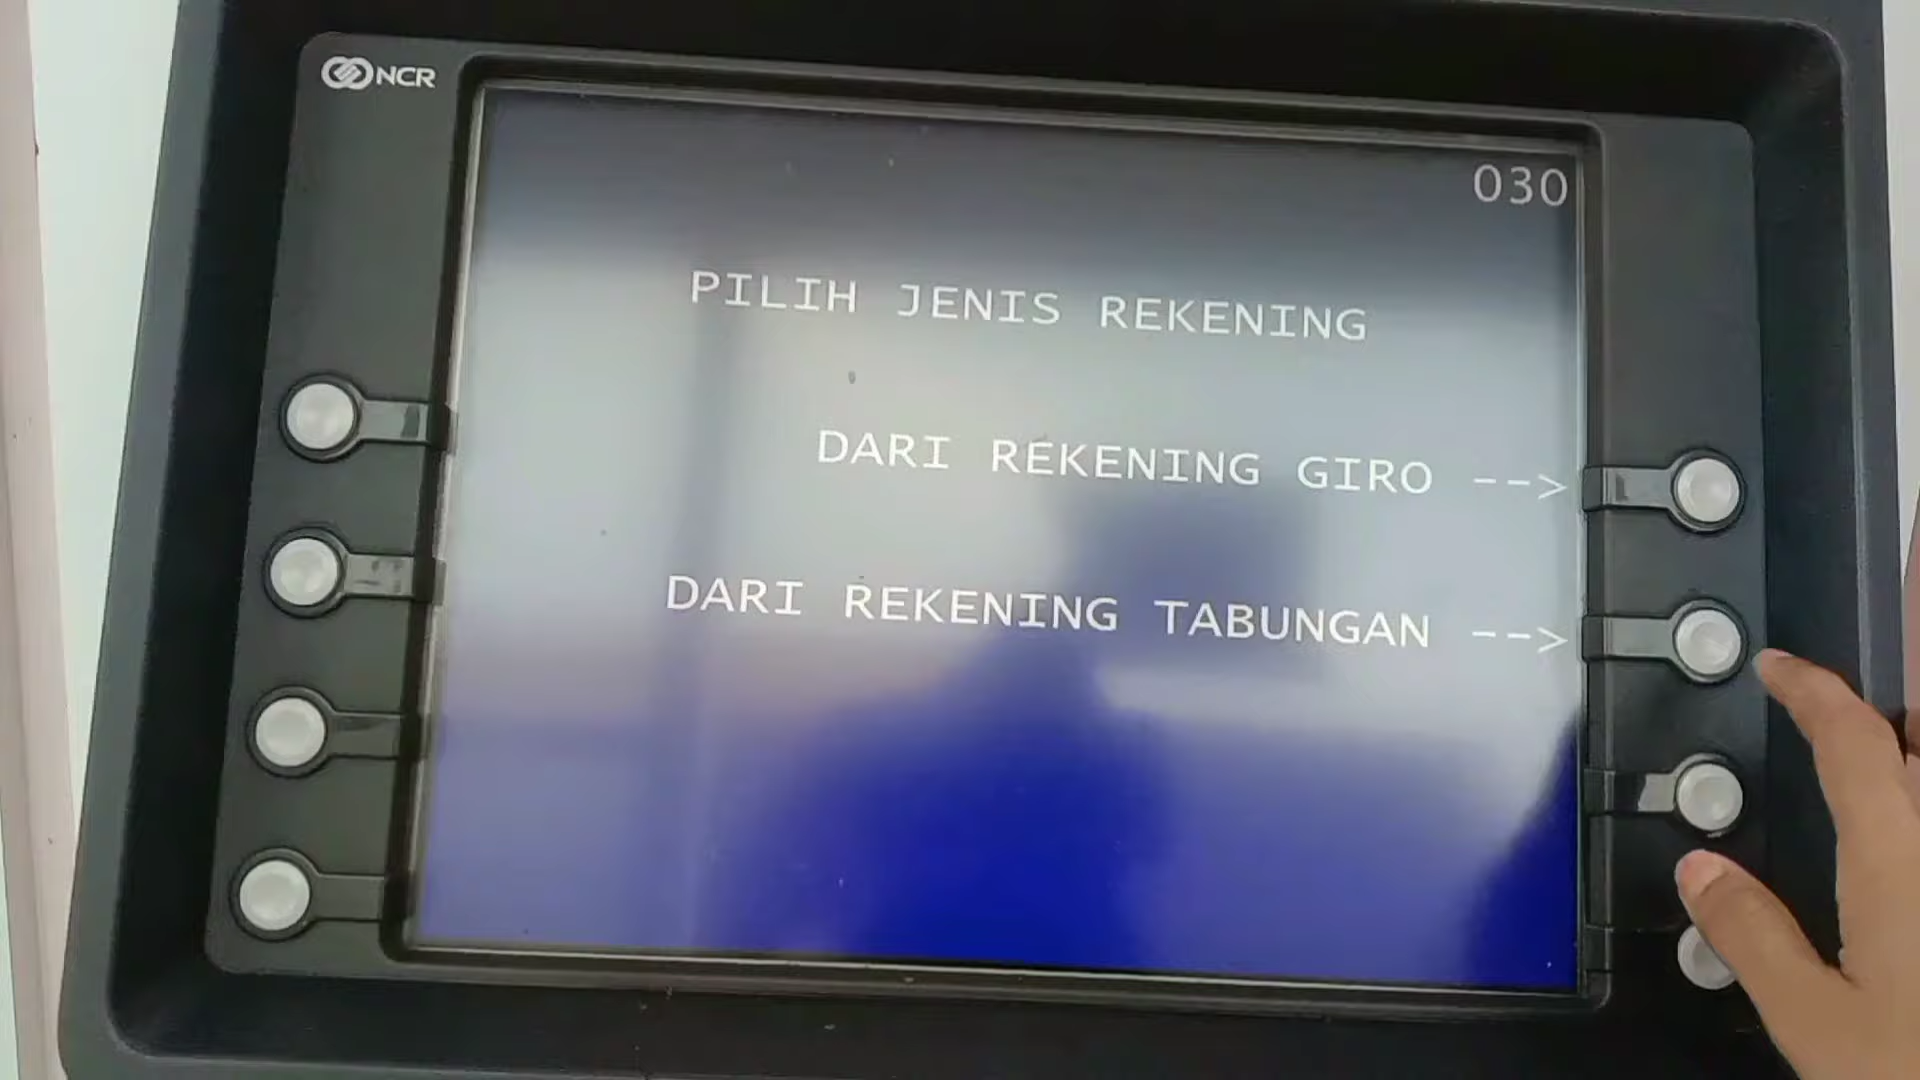 NCR
030
PILIH JENIS REKENING
DARI REKENING GIRO -->
DARI REKENING TABUNGAN -->